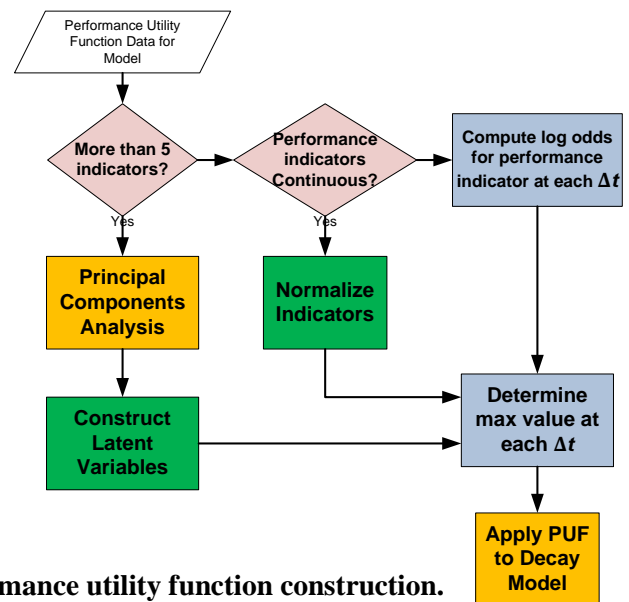 Performance Utility
Function Data for
Model
More than 5
indicators?
Performance
indicators
Continuous?
Compute log odds
for performance
indicator at each Δt
Yes
Yes
Principal
Components
Analysis
Normalize
Indicators
Construct
Latent
Variables
Determine
max value at
each Δt
Apply PUF
to Decay
Model
mance utility function construction.